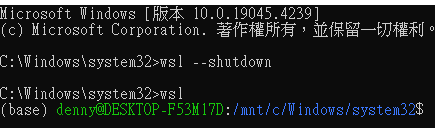 Microsoft Windows [版本 10.0.19045.4239]
(c) Microsoft Corporation. 著作權所有，並保留一切權利。
C:\Windows\system32>wsl --shutdown
C:\Windows\system32>wsl
(base) denny@DESKTOP-F53M17D:/mnt/c/Windows/system32$